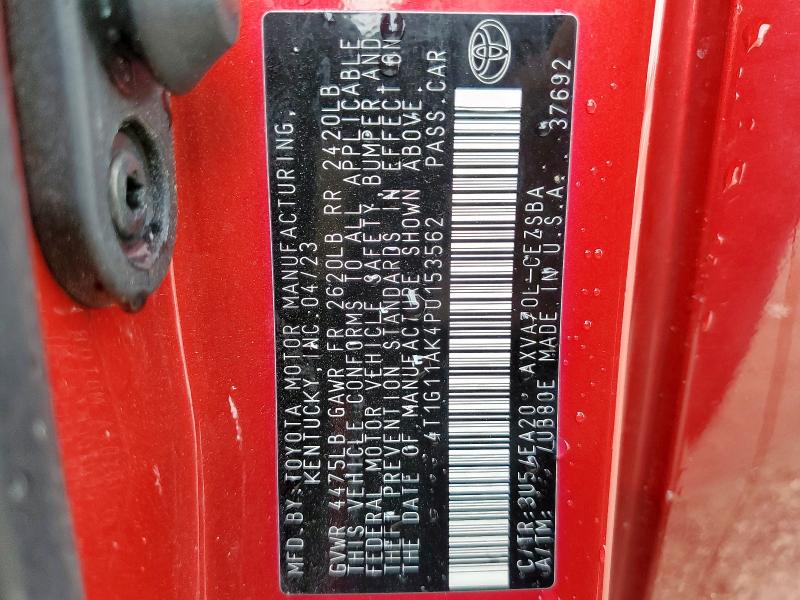 MFD.BY:TOYOTA MOTOR MANUFACTURING,
KENTUCKY, INC.04/23
GVWR 4475LB GAWR FR 2620LB RR 2420LB
THIS VEHICLE CONFORMS TO ALL APPLICABLE
FEDERAL MOTOR VEHICLE SAFETY, BUMPER AND
THEFT PREVENTION STANDARDS IN EFFECT ON
THE DATE OF MANUFACTURE SHOWN ABOVE.
4T1G11AK4PU153562 PASS.CAR
C/TR:3U5/EA20, AXVA70L-CEZSBA
A/TM: /UB80E MADE IN U.S.A. 37692